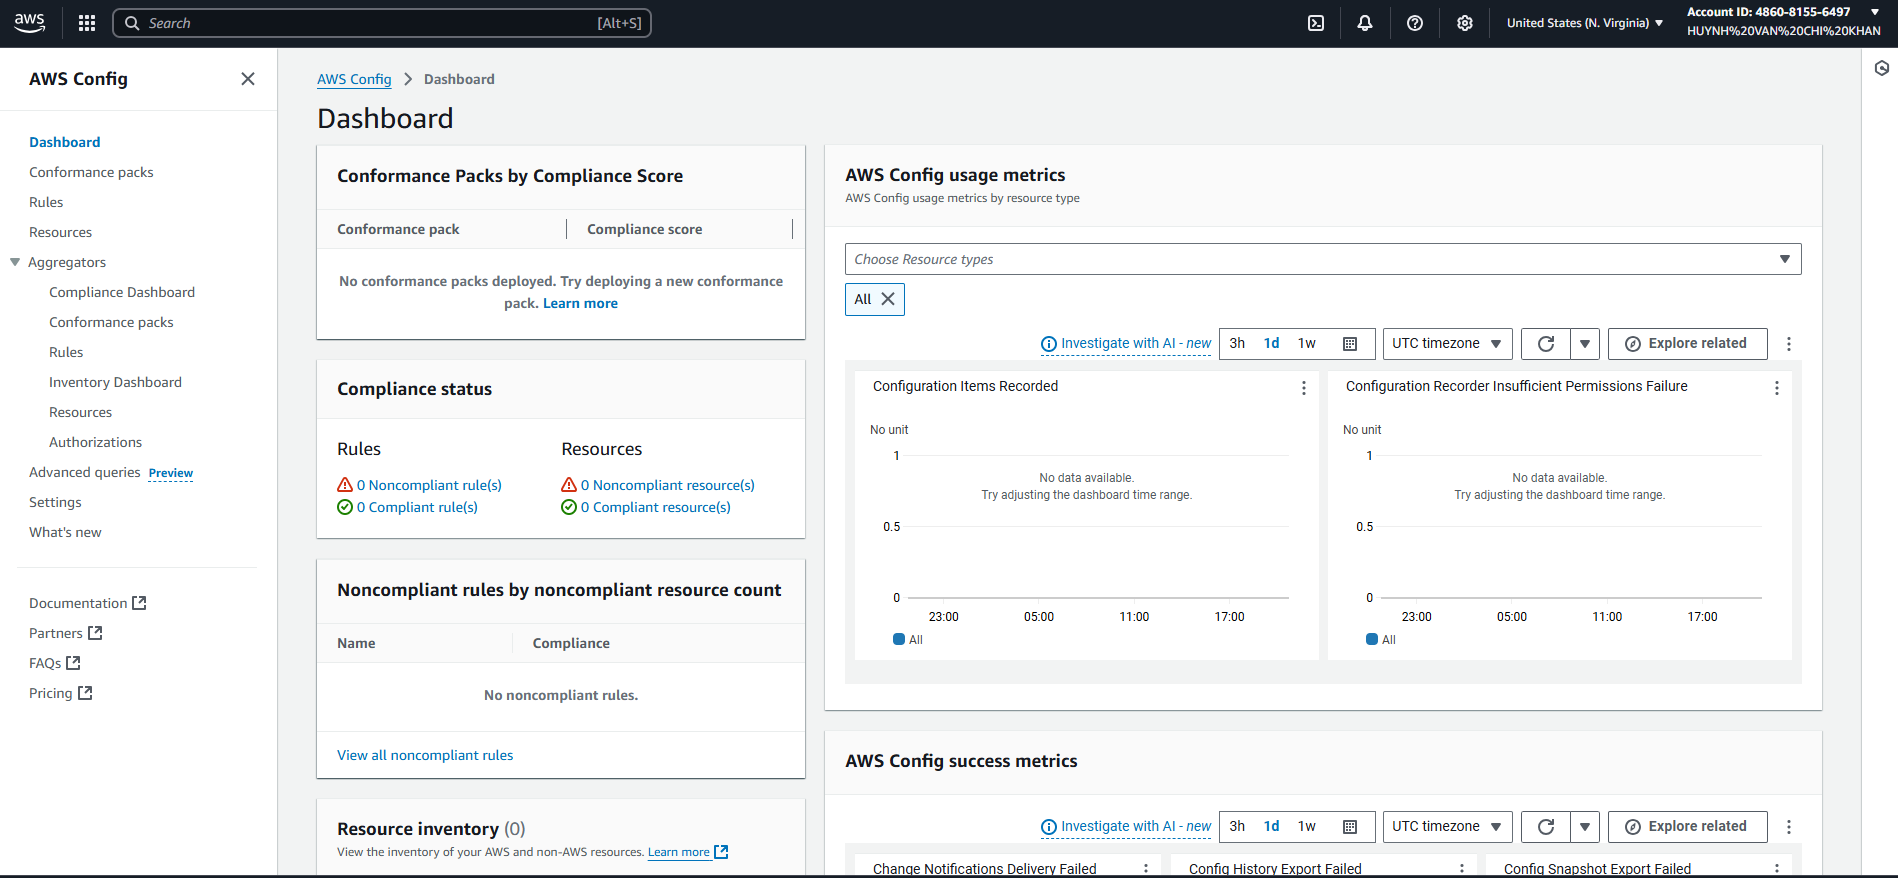 aws
Search
[Alt+S]
United States (N. Virginia)
Account ID: 4860-8155-6497
HUYNH%20VAN%20CHI%20KHAN
AWS Config
Dashboard
Conformance packs
Rules
Resources
Aggregators
Compliance Dashboard
Conformance packs
Rules
Inventory Dashboard
Resources
Authorizations
Advanced queries Preview
Settings
What's new
Documentation
Partners
FAQs
Pricing
AWS Config > Dashboard
Dashboard
Conformance Packs by Compliance Score
Conformance pack
Compliance score
No conformance packs deployed. Try deploying a new conformance
pack. Learn more
Compliance status
Rules
0 Noncompliant rule(s)
0 Compliant rule(s)
Resources
0 Noncompliant resource(s)
0 Compliant resource(s)
Noncompliant rules by noncompliant resource count
Name
Compliance
No noncompliant rules.
View all noncompliant rules
Resource inventory (0)
View the inventory of your AWS and non-AWS resources. Learn more
AWS Config usage metrics
AWS Config usage metrics by resource type
Choose Resource types
All
Investigate with AI - new
3h 1d 1w
UTC timezone
Explore related
Configuration Items Recorded
No unit
1
No data available.
Try adjusting the dashboard time range.
0.5
0
23:00 05:00 11:00 17:00
All
Configuration Recorder Insufficient Permissions Failure
No unit
1
No data available.
Try adjusting the dashboard time range.
0.5
0
23:00 05:00 11:00 17:00
All
AWS Config success metrics
Investigate with AI - new
3h 1d 1w
UTC timezone
Explore related
Change Notifications Delivery Failed
Config History Export Failed
Config Snapshot Export Failed